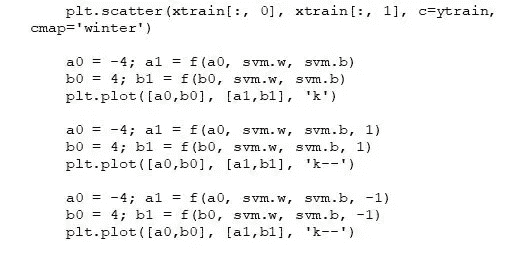 plt.scatter(xtrain[:, 0], xtrain[:, 1], c=ytrain,
cmap='winter')
a0 = -4; a1 = f(a0, svm.w, svm.b)
b0 = 4; b1 = f(b0, svm.w, svm.b)
plt.plot([a0,b0], [a1,b1], 'k')
a0 = -4; a1 = f(a0, svm.w, svm.b, 1)
b0 = 4; b1 = f(b0, svm.w, svm.b, 1)
plt.plot([a0,b0], [a1,b1], 'k--')
a0 = -4; a1 = f(a0, svm.w, svm.b, -1)
b0 = 4; b1 = f(b0, svm.w, svm.b, -1)
plt.plot([a0,b0], [a1,b1], 'k--')